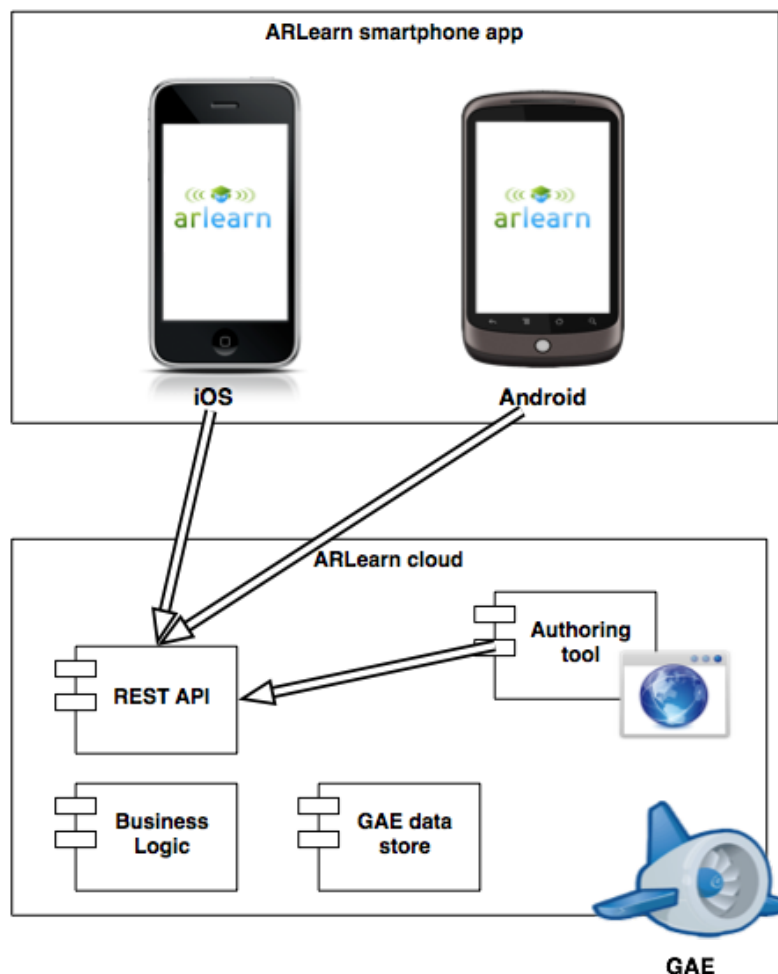 ARLearn smartphone app
arlearn
arlearn
iOS
Android
ARLearn cloud
Authoring
tool
REST API
Business
Logic
GAE data
store
GAE